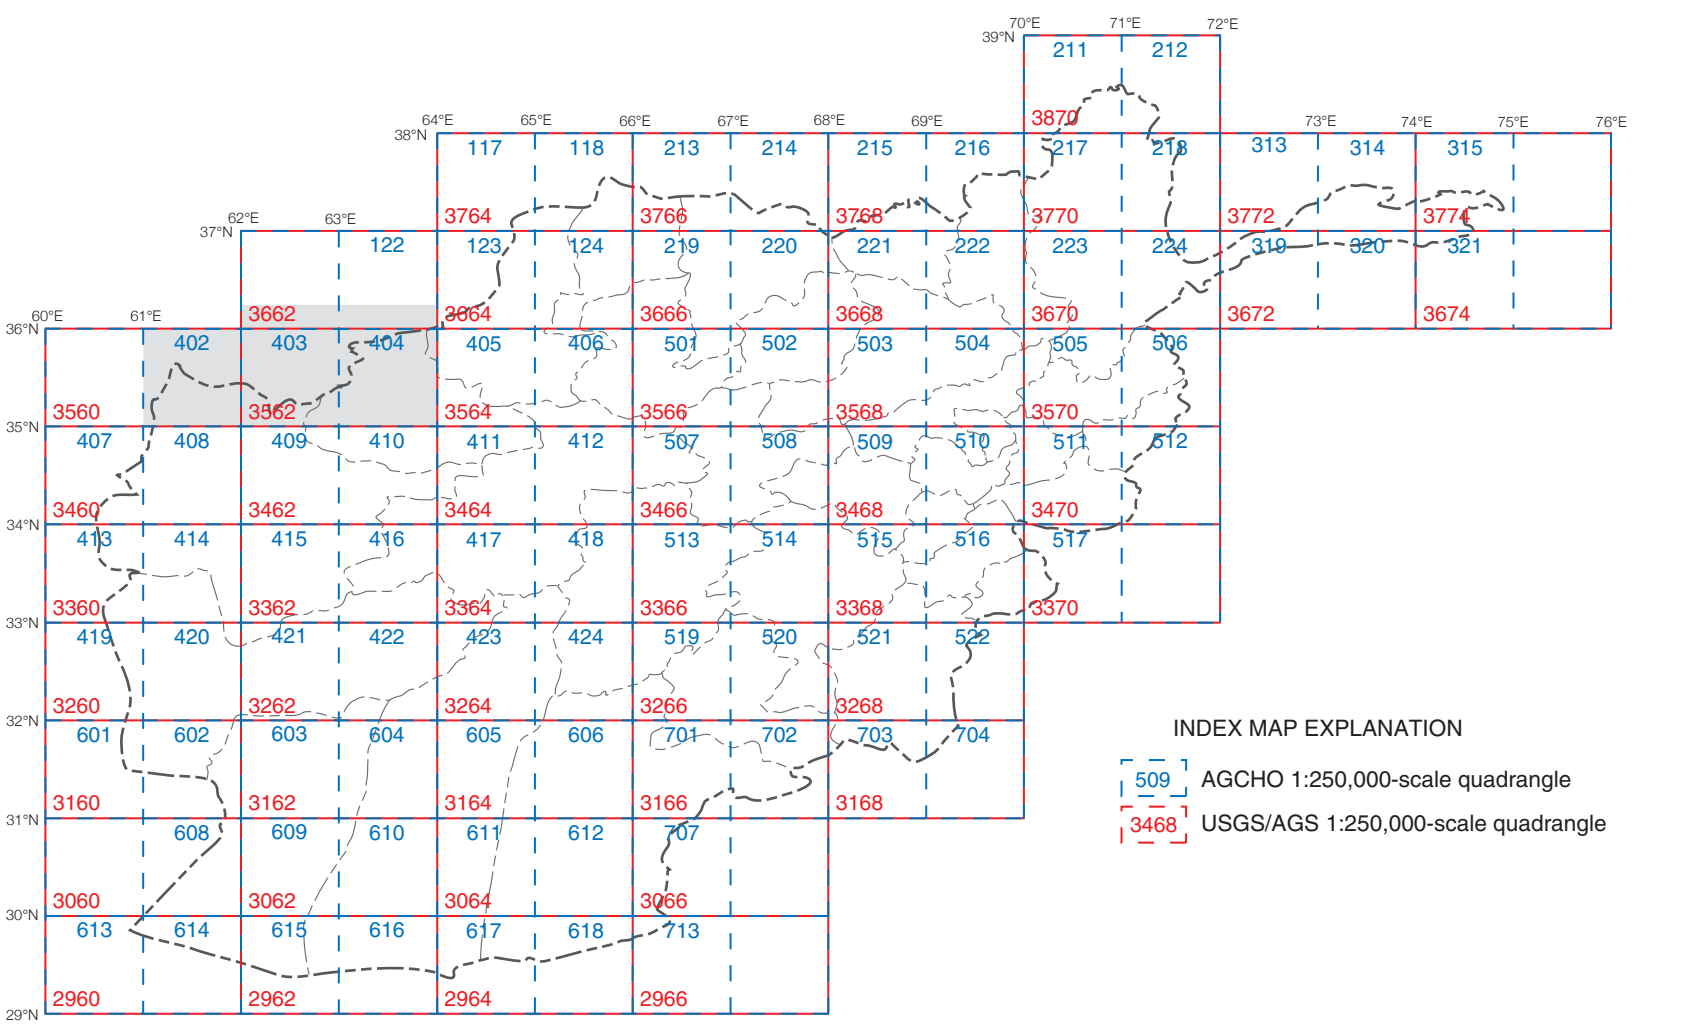 70°E 71°E 72°E
39°N
211 212
3870
64°E 65°E 66°E 67°E 68°E 69°E 73°E 74°E 75°E 76°E
38°N
117 118 213 214 215 216 217 218 313 314 315
62°E 63°E 3764 3766 3768 3770 3772 3774
37°N
122 123 124 219 220 221 222 223 224 319 320 321
60°E 61°E 3662 3664 3666 3668 3670 3672 3674
36°N
402 403 404 405 406 501 502 503 504 505 506
3560 3562 3564 3566 3568 3570
35°N
407 408 409 410 411 412 507 508 509 510 511 512
3460 3462 3464 3466 3468 3470
34°N
413 414 415 416 417 418 513 514 515 516 517
3360 3362 3364 3366 3368 3370
33°N
419 420 421 422 423 424 519 520 521 522
3260 3262 3264 3266 3268
32°N
601 602 603 604 605 606 701 702 703 704
3160 3162 3164 3166 3168
31°N
608 609 610 611 612 707
3060 3062 3064 3066
30°N
613 614 615 616 617 618 713
2960 2962 2964 2966
29°N
INDEX MAP EXPLANATION
509 AGCHO 1:250,000-scale quadrangle
3468 USGS/AGS 1:250,000-scale quadrangle